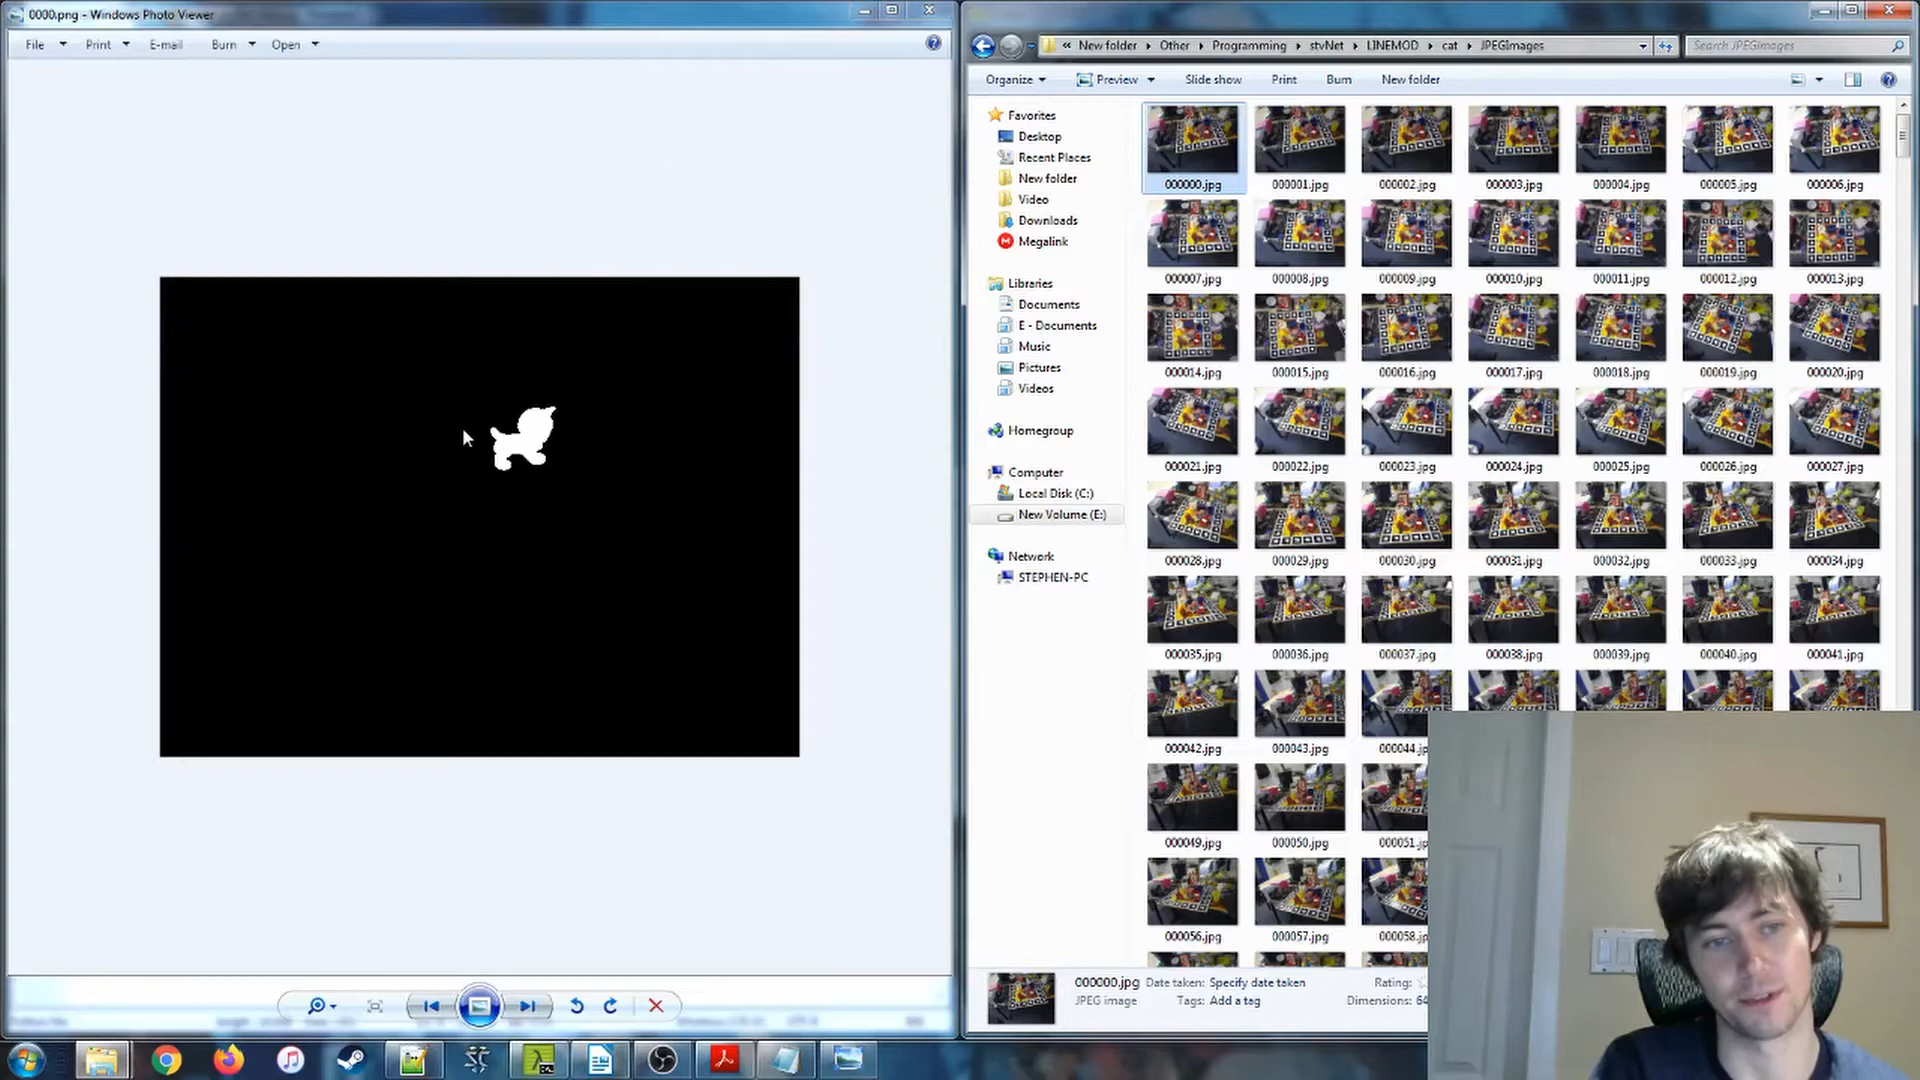 0000.png - Windows Photo Viewer
File Print E-mail Burn Open
« New folder Other Programming stvNet LINEMOD cat JPEGImages
Search JPEGImages
Organize Preview Slide show Print Burn New folder
Favorites
Desktop
Recent Places
New folder
Video
Downloads
Megalink
Libraries
Documents
E - Documents
Music
Pictures
Videos
Homegroup
Computer
Local Disk (C:)
New Volume (E:)
Network
STEPHEN-PC
000000.jpg 000001.jpg 000002.jpg 000003.jpg 000004.jpg 000005.jpg 000006.jpg
000007.jpg 000008.jpg 000009.jpg 000010.jpg 000011.jpg 000012.jpg 000013.jpg
000014.jpg 000015.jpg 000016.jpg 000017.jpg 000018.jpg 000019.jpg 000020.jpg
000021.jpg 000022.jpg 000023.jpg 000024.jpg 000025.jpg 000026.jpg 000027.jpg
000028.jpg 000029.jpg 000030.jpg 000031.jpg 000032.jpg 000033.jpg 000034.jpg
000035.jpg 000036.jpg 000037.jpg 000038.jpg 000039.jpg 000040.jpg 000041.jpg
000042.jpg 000043.jpg 000044.jp
000049.jpg 000050.jpg 000051.jp
000056.jpg 000057.jpg 000058.jp
000000.jpg Date taken: Specify date taken Rating:
JPEG image Tags: Add a tag Dimensions: 64